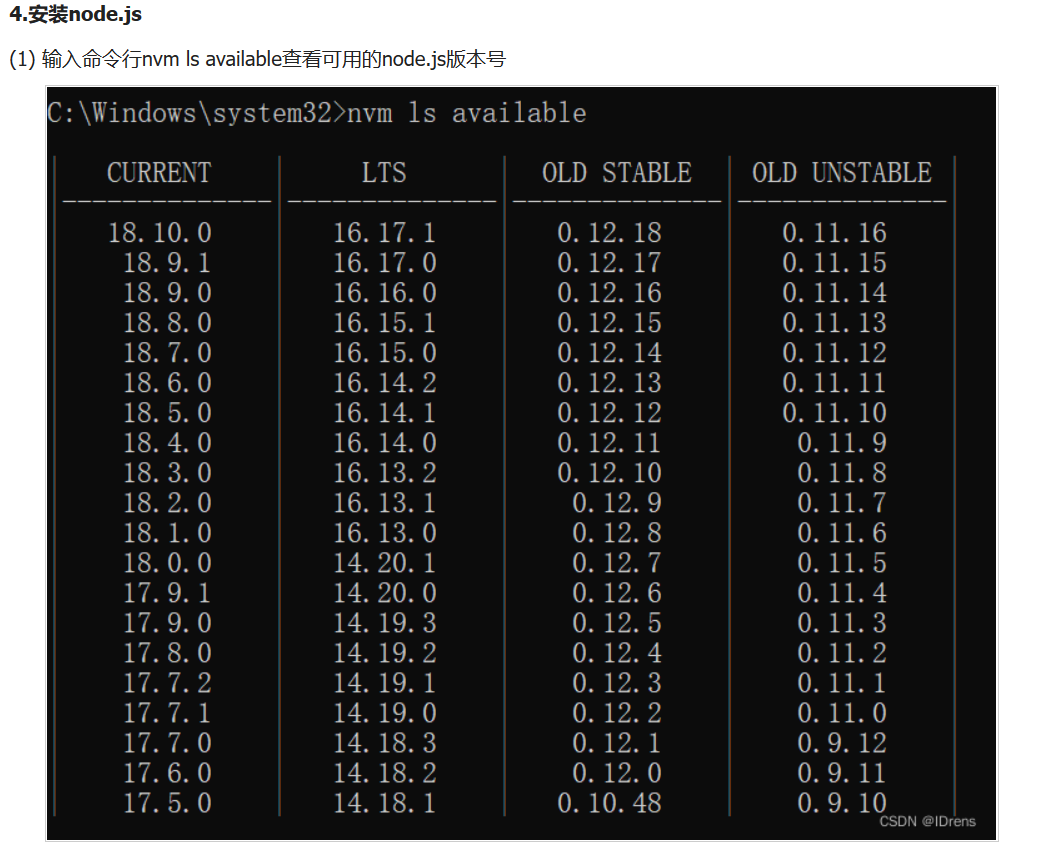 4.安装node.js
(1) 输入命令行nvm ls available查看可用的node.js版本号
C:\Windows\system32>nvm ls available
| CURRENT | LTS | OLD STABLE | OLD UNSTABLE |
|--------------|--------------|--------------|--------------|
| 18.10.0 | 16.17.1 | 0.12.18 | 0.11.16 |
| 18.9.1 | 16.17.0 | 0.12.17 | 0.11.15 |
| 18.9.0 | 16.16.0 | 0.12.16 | 0.11.14 |
| 18.8.0 | 16.15.1 | 0.12.15 | 0.11.13 |
| 18.7.0 | 16.15.0 | 0.12.14 | 0.11.12 |
| 18.6.0 | 16.14.2 | 0.12.13 | 0.11.11 |
| 18.5.0 | 16.14.1 | 0.12.12 | 0.11.10 |
| 18.4.0 | 16.14.0 | 0.12.11 | 0.11.9 |
| 18.3.0 | 16.13.2 | 0.12.10 | 0.11.8 |
| 18.2.0 | 16.13.1 | 0.12.9 | 0.11.7 |
| 18.1.0 | 16.13.0 | 0.12.8 | 0.11.6 |
| 18.0.0 | 14.20.1 | 0.12.7 | 0.11.5 |
| 17.9.1 | 14.20.0 | 0.12.6 | 0.11.4 |
| 17.9.0 | 14.19.3 | 0.12.5 | 0.11.3 |
| 17.8.0 | 14.19.2 | 0.12.4 | 0.11.2 |
| 17.7.2 | 14.19.1 | 0.12.3 | 0.11.1 |
| 17.7.1 | 14.19.0 | 0.12.2 | 0.11.0 |
| 17.7.0 | 14.18.3 | 0.12.1 | 0.9.12 |
| 17.6.0 | 14.18.2 | 0.12.0 | 0.9.11 |
| 17.5.0 | 14.18.1 | 0.10.48 | 0.9.10 |
CSDN @IDrens